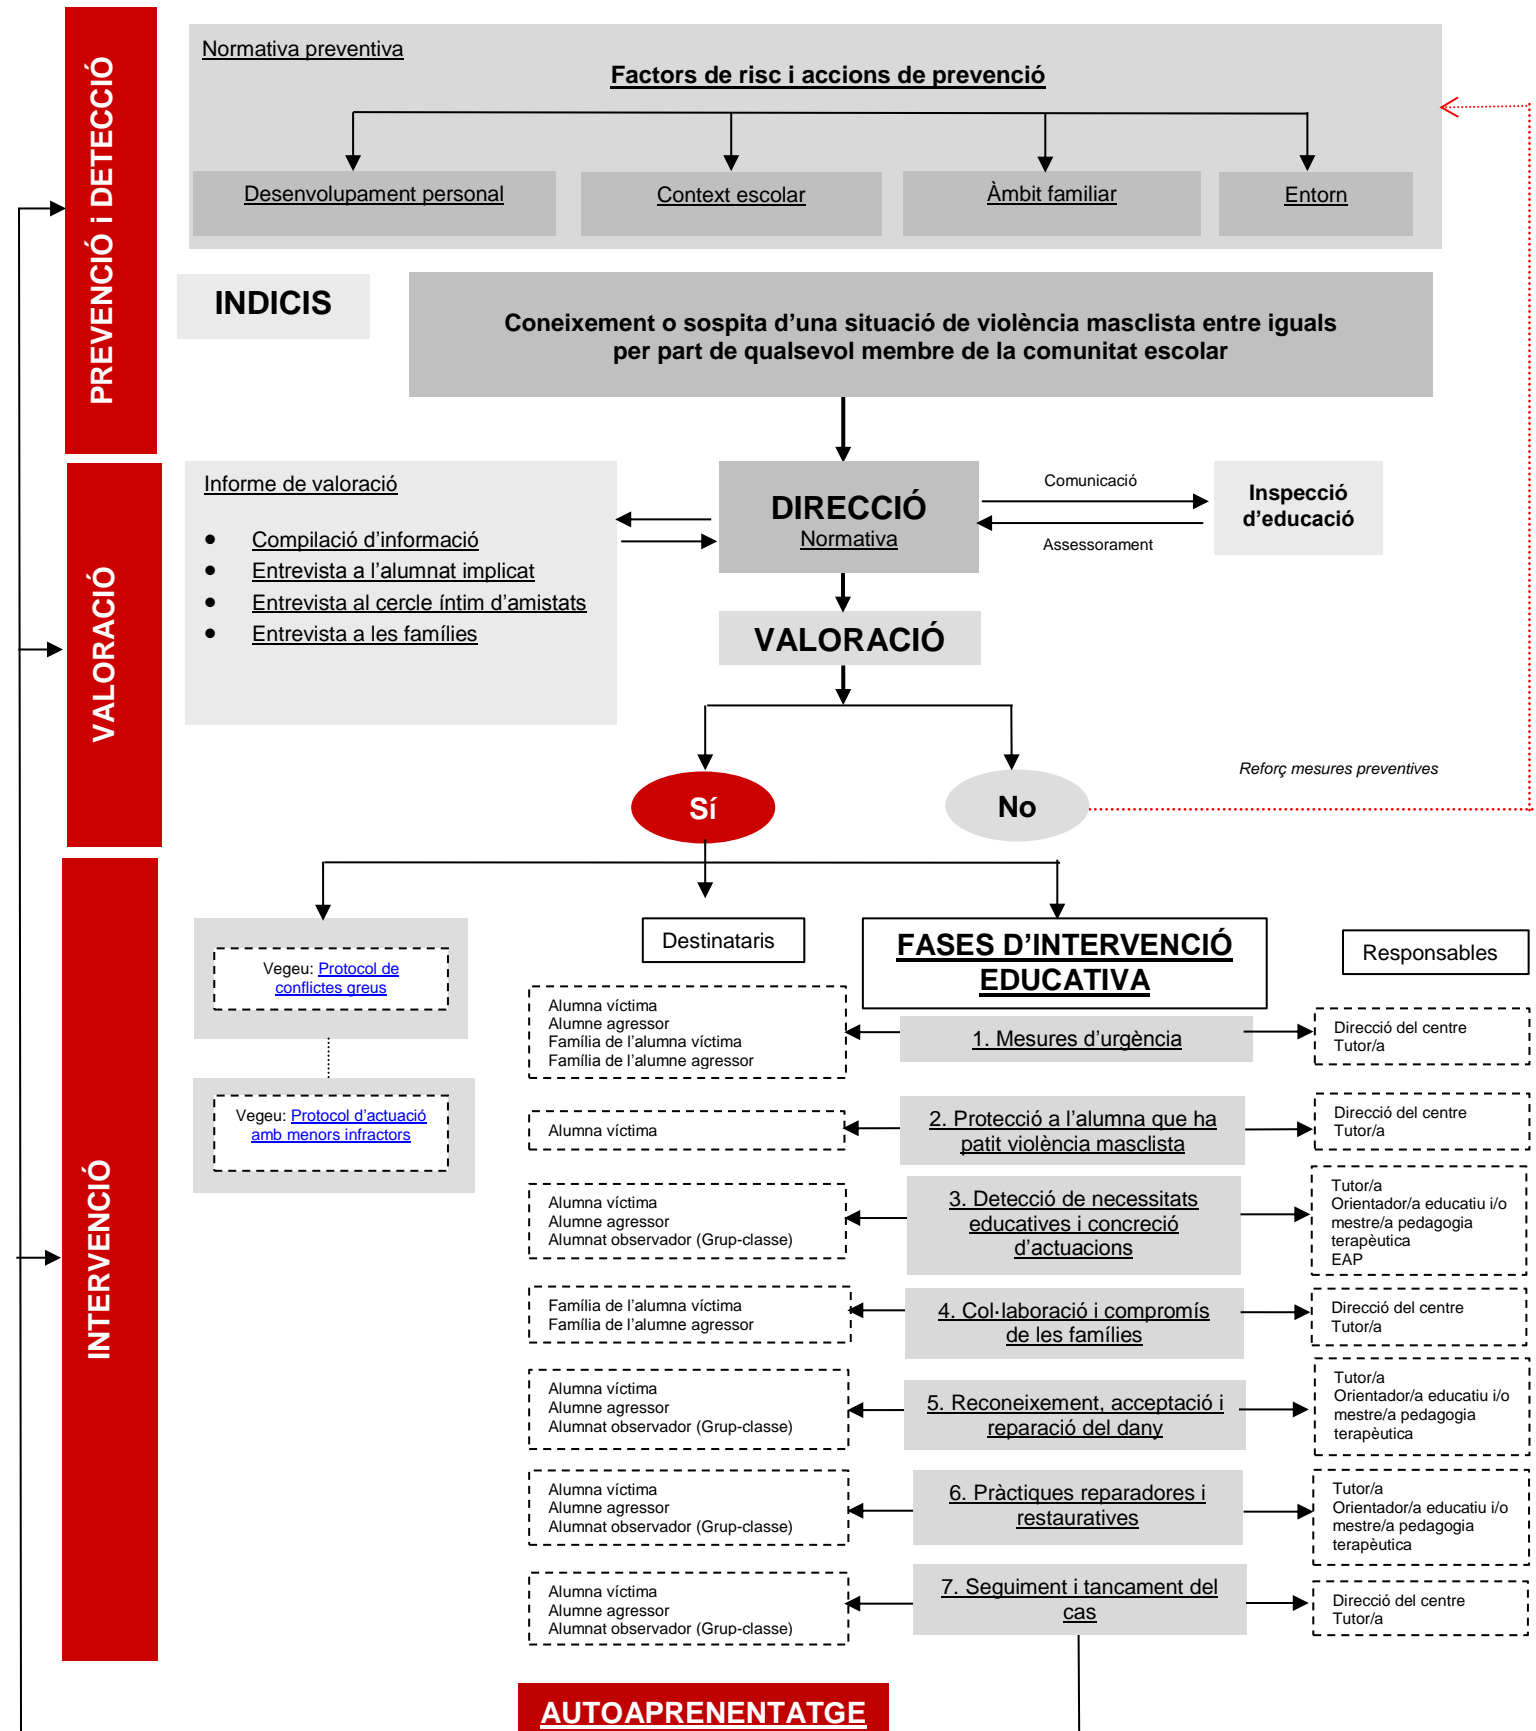 PREVENCIÓ i DETECCIÓ
Normativa preventiva
Factors de risc i accions de prevenció
Desenvolupament personal
Context escolar
Àmbit familiar
Entorn
INDICIS
Coneixement o sospita d’una situació de violència masclista entre iguals
per part de qualsevol membre de la comunitat escolar
VALORACIÓ
Informe de valoració
● Compilació d’informació
● Entrevista a l’alumnat implicat
● Entrevista al cercle íntim d’amistats
● Entrevista a les famílies
DIRECCIÓ
Normativa
Comunicació
Assessorament
Inspecció
d’educació
VALORACIÓ
Sí
No
Reforç mesures preventives
INTERVENCIÓ
Vegeu: Protocol de
conflictes greus
Vegeu: Protocol d’actuació
amb menors infractors
Destinataris
FASES D’INTERVENCIÓ
EDUCATIVA
Responsables
Alumna víctima
Alumne agressor
Família de l’alumna víctima
Família de l’alumne agressor
1. Mesures d’urgència
Direcció del centre
Tutor/a
Alumna víctima
2. Protecció a l’alumna que ha
patit violència masclista
Direcció del centre
Tutor/a
Alumna víctima
Alumne agressor
Alumnat observador (Grup-classe)
3. Detecció de necessitats
educatives i concreció
d’actuacions
Tutor/a
Orientador/a educatiu i/o
mestre/a pedagogia
terapèutica
EAP
Família de l’alumna víctima
Família de l’alumne agressor
4. Col·laboració i compromís
de les famílies
Direcció del centre
Tutor/a
Alumna víctima
Alumne agressor
Alumnat observador (Grup-classe)
5. Reconeixement, acceptació i
reparació del dany
Tutor/a
Orientador/a educatiu i/o
mestre/a pedagogia
terapèutica
Alumna víctima
Alumne agressor
Alumnat observador (Grup-classe)
6. Pràctiques reparadores i
restauratives
Tutor/a
Orientador/a educatiu i/o
mestre/a pedagogia
terapèutica
Alumna víctima
Alumne agressor
Alumnat observador (Grup-classe)
7. Seguiment i tancament del
cas
Direcció del centre
Tutor/a
AUTOAPRENENTATGE